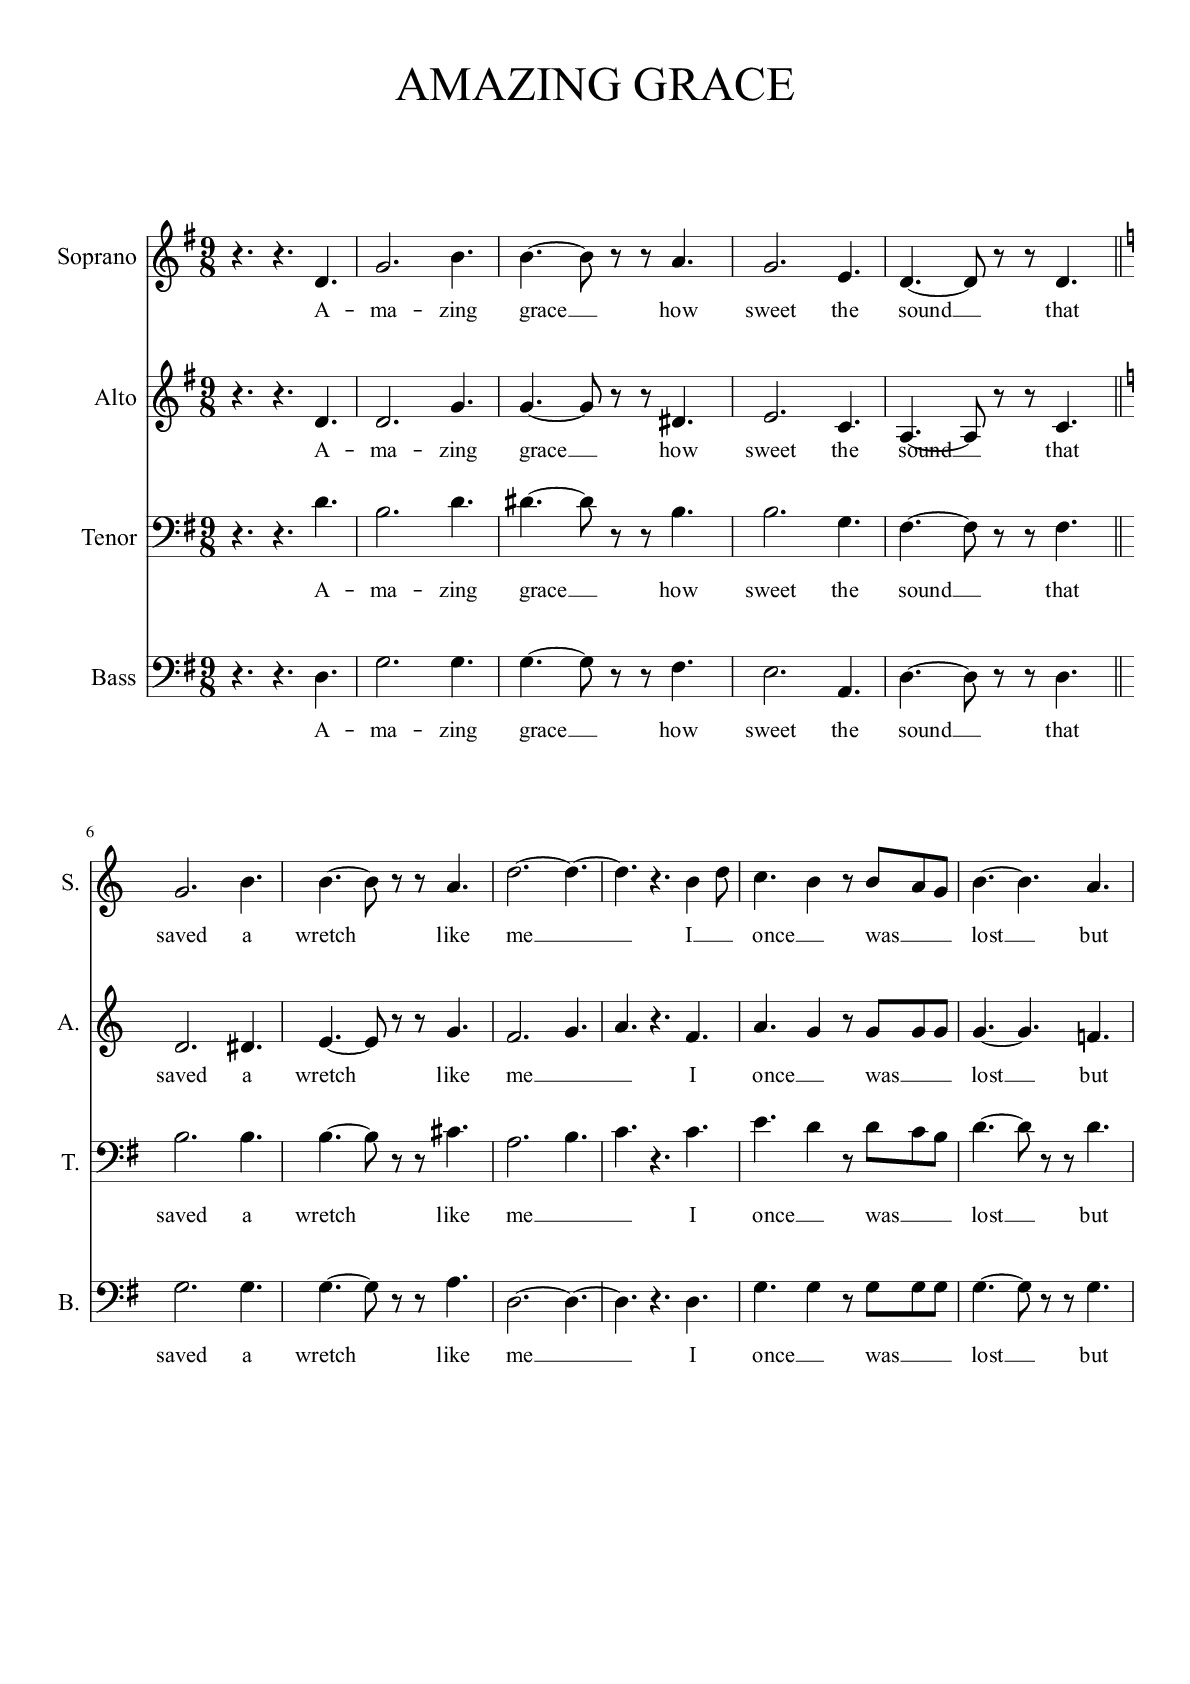 AMAZING GRACE
Soprano 9 8
A - ma - zing grace how sweet the sound that
Alto 9 8
A - ma - zing grace how sweet the sound that
Tenor 9 8
A - ma - zing grace how sweet the sound that
Bass 9 8
A - ma - zing grace how sweet the sound that
6
S.
saved a wretch like me I once was lost but
A.
saved a wretch like me I once was lost but
T.
saved a wretch like me I once was lost but
B.
saved a wretch like me I once was lost but